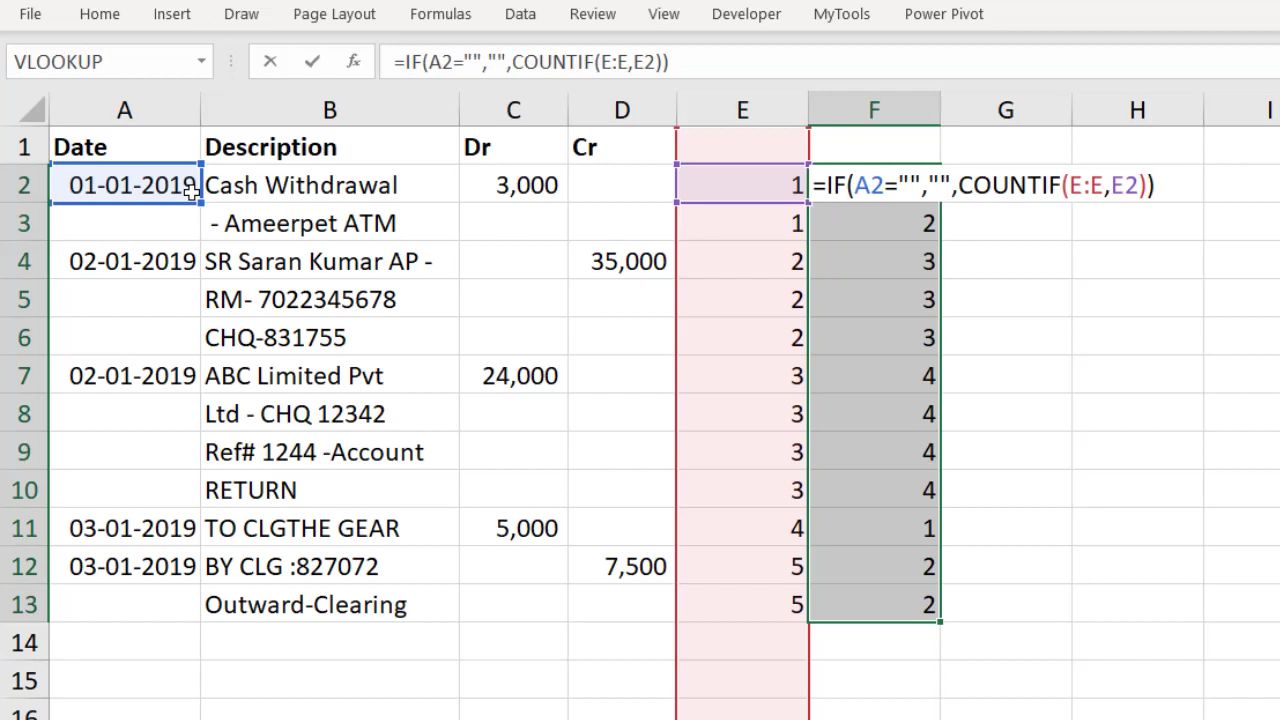 File Home Insert Draw Page Layout Formulas Data Review View Developer MyTools Power Pivot
VLOOKUP fx =IF(A2="","",COUNTIF(E:E,E2))
A B C D E F G H I
1 Date Description Dr Cr
2 01-01-2019 Cash Withdrawal 3,000 1 =IF(A2="","",COUNTIF(E:E,E2))
3 - Ameerpet ATM 1 2
4 02-01-2019 SR Saran Kumar AP - 35,000 2 3
5 RM- 7022345678 2 3
6 CHQ-831755 2 3
7 02-01-2019 ABC Limited Pvt 24,000 3 4
8 Ltd - CHQ 12342 3 4
9 Ref# 1244 -Account 3 4
10 RETURN 3 4
11 03-01-2019 TO CLGTHE GEAR 5,000 4 1
12 03-01-2019 BY CLG :827072 7,500 5 2
13 Outward-Clearing 5 2
14
15
16